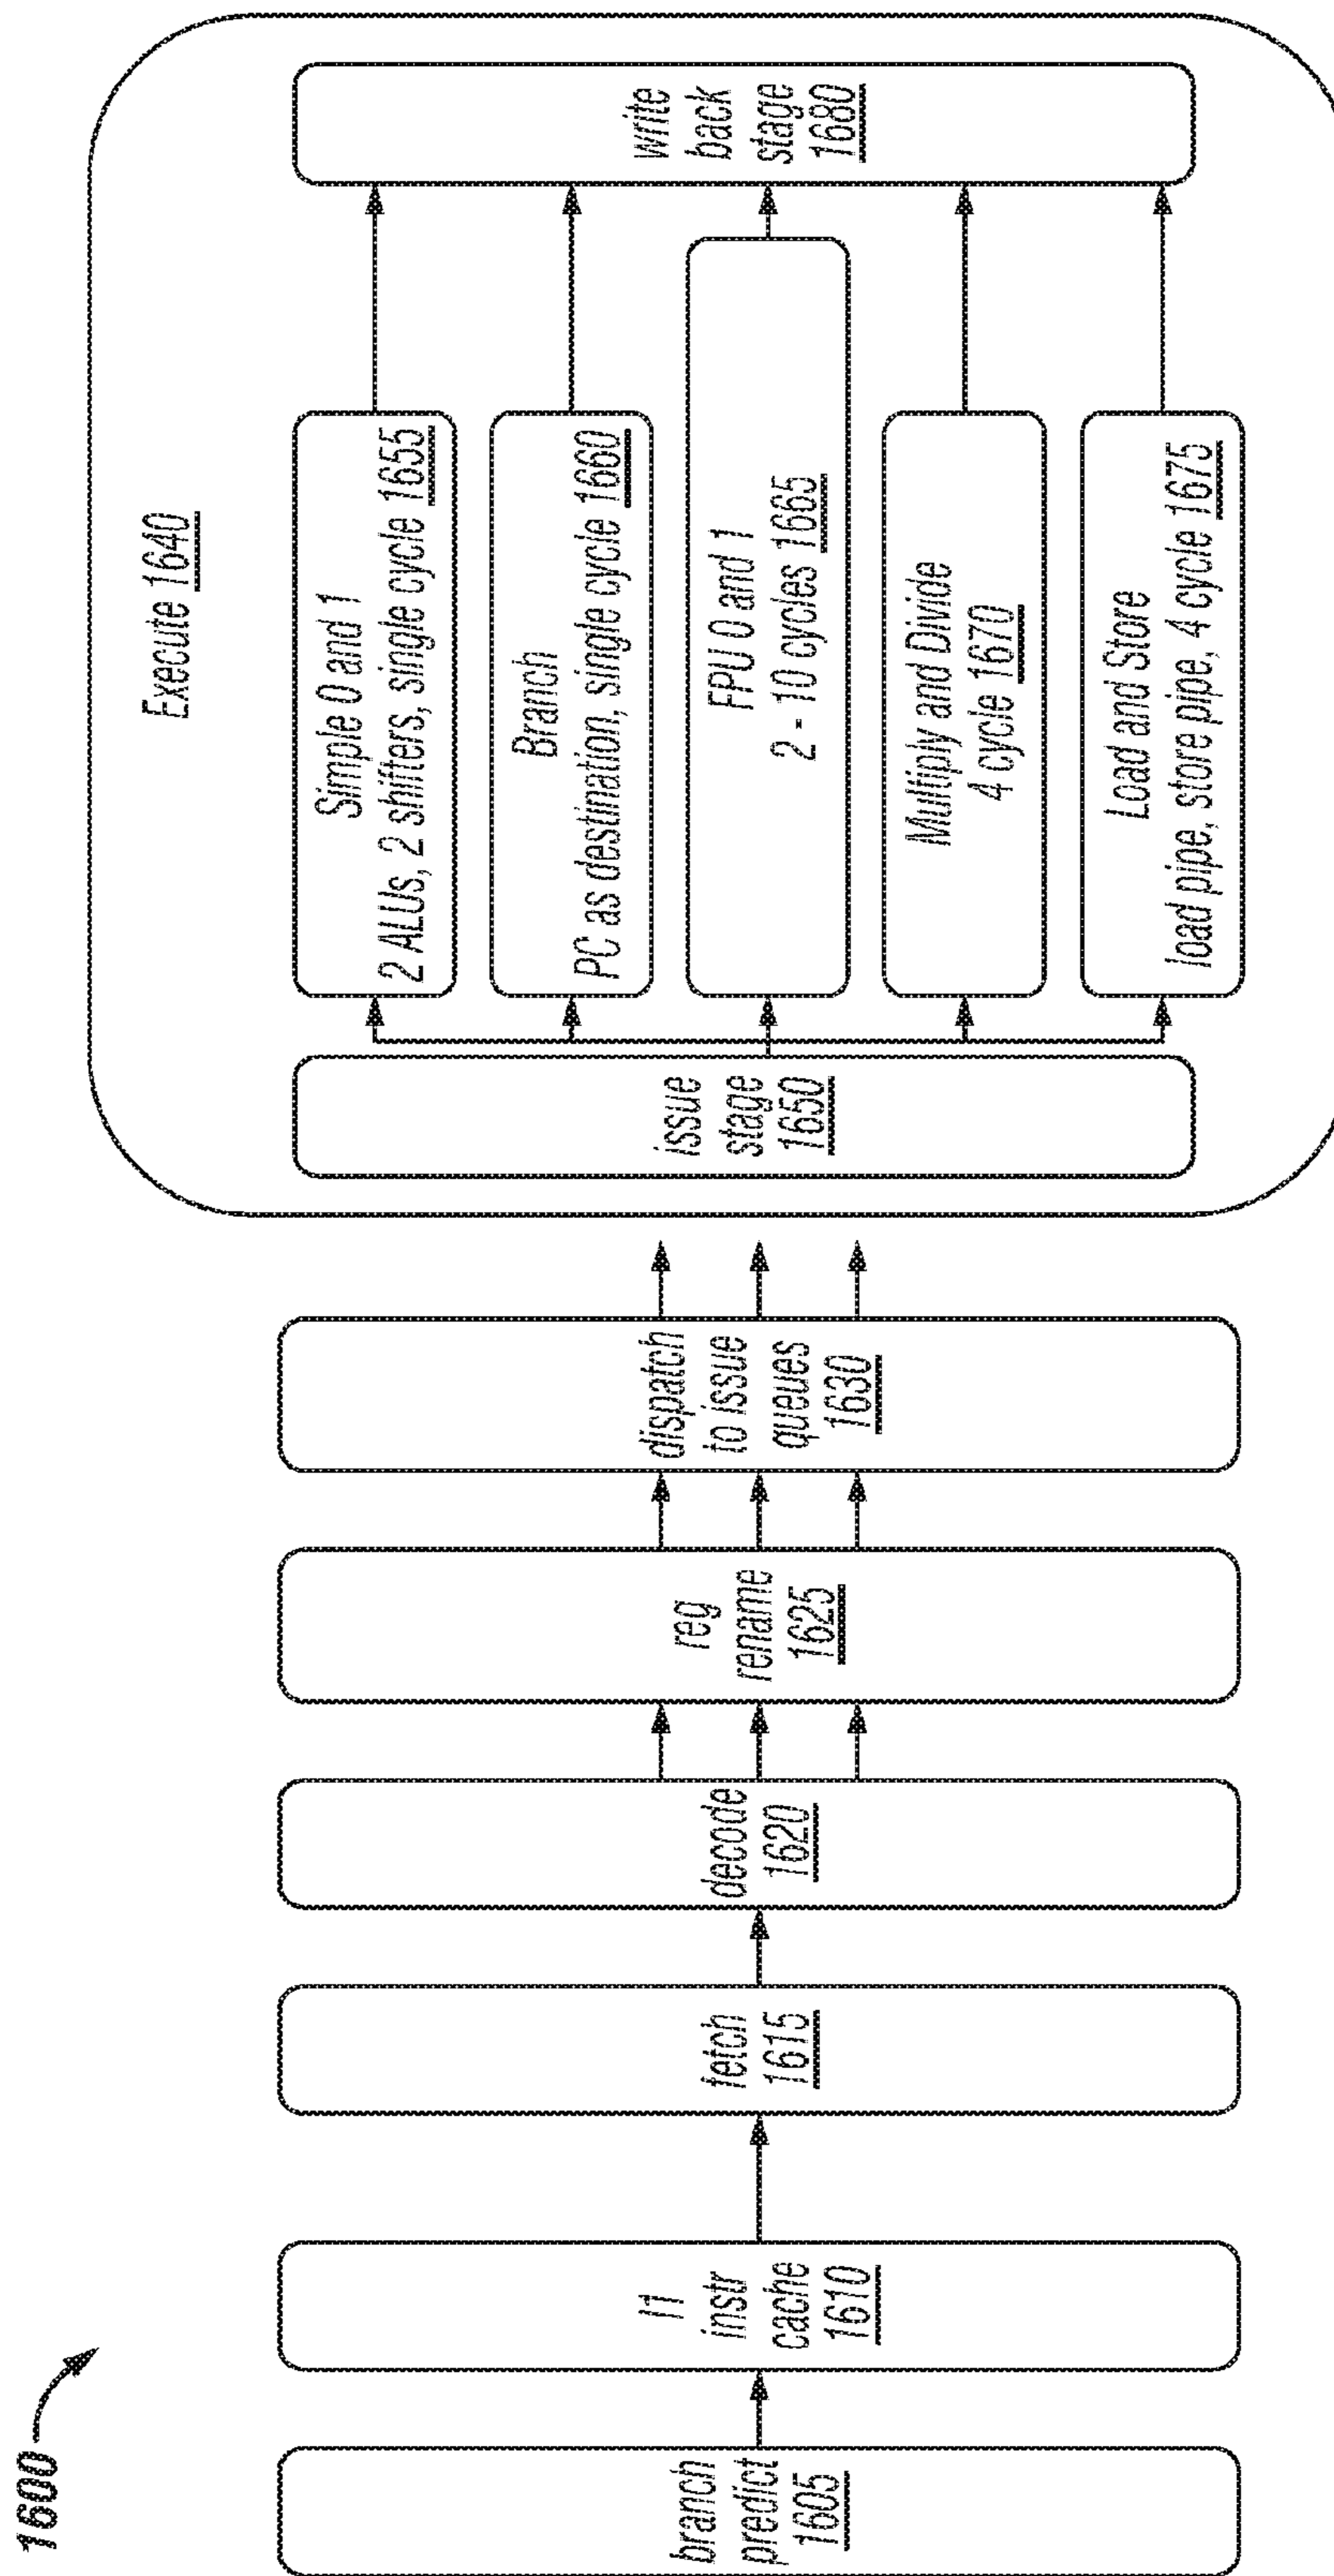 1600
branch
predict
1605
I1
instr
cache
1610
fetch
1615
decode
1620
reg
rename
1625
dispatch
to issue
queues
1630
Execute 1640
issue
stage
1650
Simple 0 and 1
2 ALUs, 2 shifters, single cycle 1655
Branch
PC as destination, single cycle 1660
FPU 0 and 1
2 - 10 cycles 1665
Multiply and Divide
4 cycle 1670
Load and Store
load pipe, store pipe, 4 cycle 1675
write
back
stage
1680